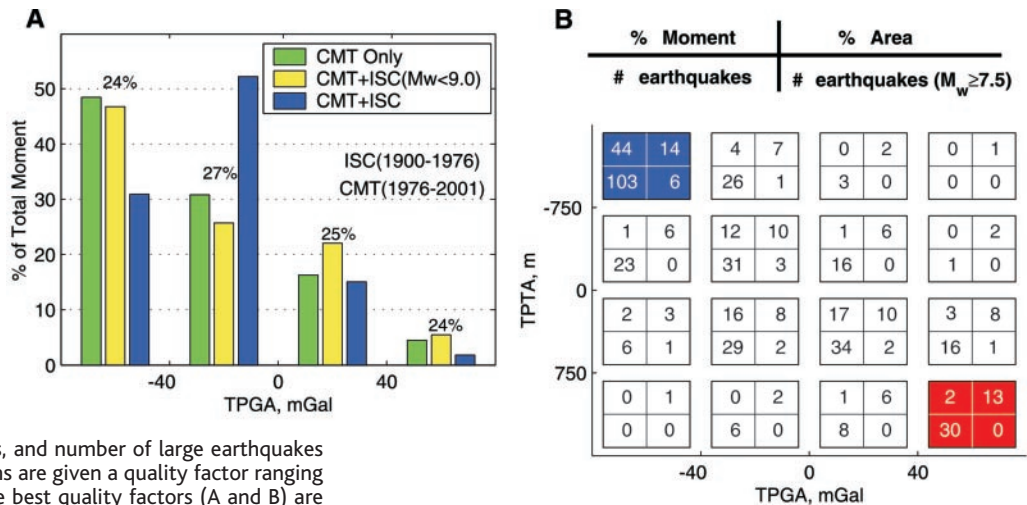 A
% of Total Moment
50
40
30
20
10
0
24%
27%
25%
24%
CMT Only
CMT+ISC(Mw<9.0)
CMT+ISC
ISC(1900-1976)
CMT(1976-2001)
-40 0 40
TPGA, mGal
s, and number of large earthquakes
ns are given a quality factor ranging
e best quality factors (A and B) are
B
% Moment % Area
# earthquakes # earthquakes (Mw≥7.5)
TPTA, m
-750
0
750
44 14 4 7 0 2 0 1
103 6 26 1 3 0 0 0
1 6 12 10 1 6 0 2
23 0 31 3 16 0 1 0
2 3 16 8 17 10 3 8
6 1 29 2 34 2 16 1
0 1 0 2 1 6 2 13
0 0 6 0 8 0 30 0
-40 0 40
TPGA, mGal